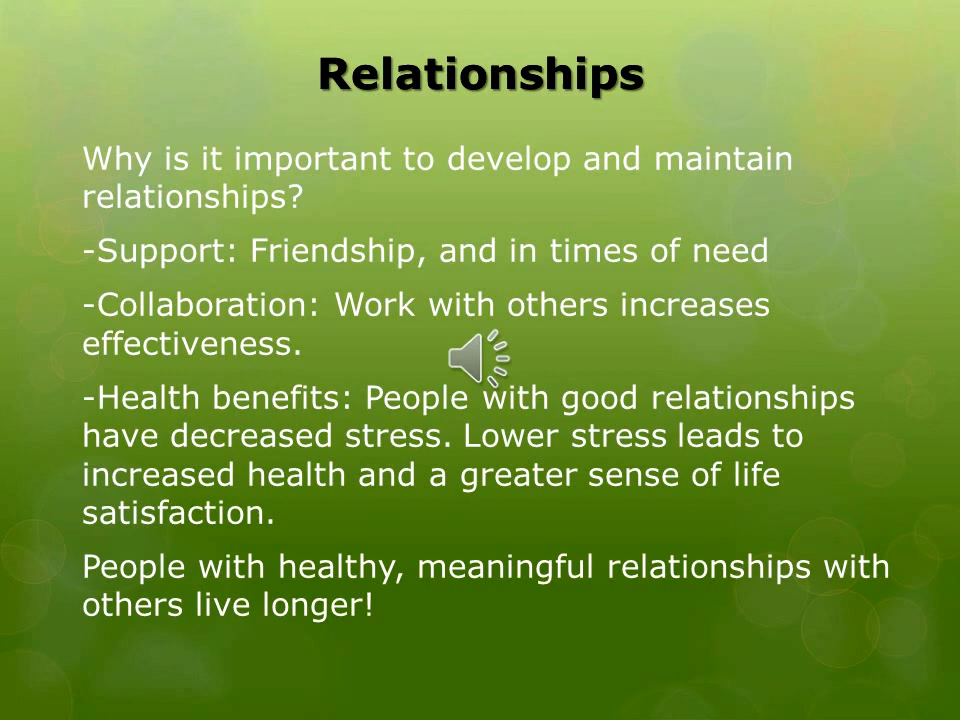 Relationships
Why is it important to develop and maintain
relationships?
-Support: Friendship, and in times of need
-Collaboration: Work with others increases
effectiveness.
-Health benefits: People with good relationships
have decreased stress. Lower stress leads to
increased health and a greater sense of life
satisfaction.
People with healthy, meaningful relationships with
others live longer!